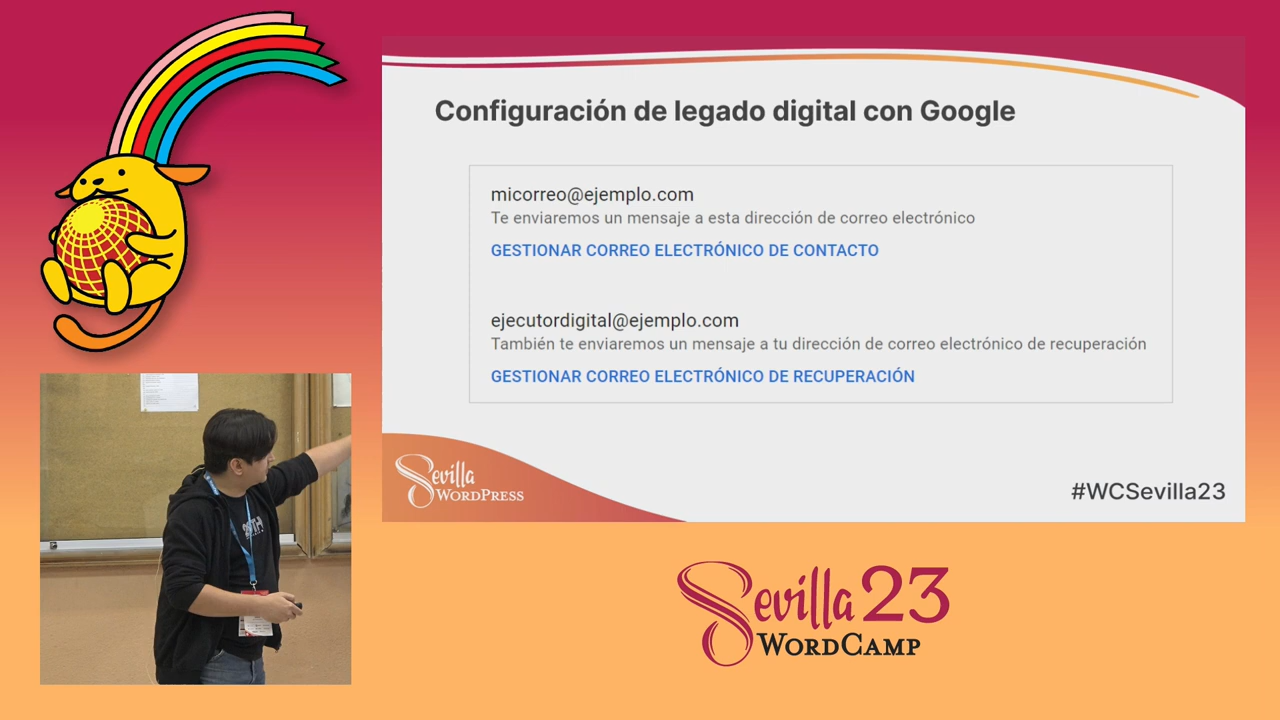 Configuración de legado digital con Google
micorreo@ejemplo.com
Te enviaremos un mensaje a esta dirección de correo electrónico
GESTIONAR CORREO ELECTRÓNICO DE CONTACTO
ejecutordigital@ejemplo.com
También te enviaremos un mensaje a tu dirección de correo electrónico de recuperación
GESTIONAR CORREO ELECTRÓNICO DE RECUPERACIÓN
Sevilla
WORDPRESS
#WCSevilla23
Sevilla 23
WORDCAMP